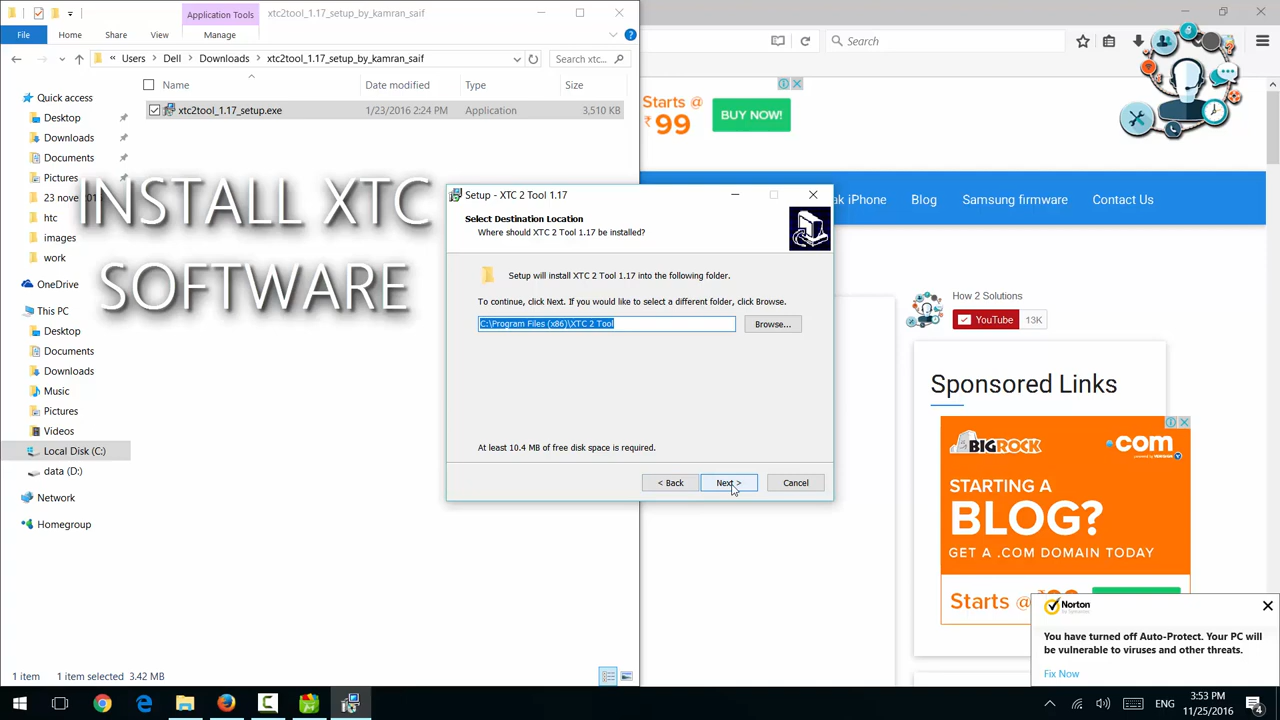 Application Tools
xtc2tool_1.17_setup_by_kamran_saif
File
Home
Share
View
Manage
« Users > Dell > Downloads > xtc2tool_1.17_setup_by_kamran_saif
Search xtc...
Name
Date modified
Type
Size
xtc2tool_1.17_setup.exe
1/23/2016 2:24 PM
Application
3,510 KB
Quick access
Desktop
Downloads
Documents
Pictures
23 nove
htc
images
work
OneDrive
This PC
Desktop
Documents
Downloads
Music
Pictures
Videos
Local Disk (C:)
data (D:)
Network
Homegroup
1 item
1 item selected
3.42 MB
INSTALL XTC
SOFTWARE
Setup - XTC 2 Tool 1.17
Select Destination Location
Where should XTC 2 Tool 1.17 be installed?
Setup will install XTC 2 Tool 1.17 into the following folder.
To continue, click Next. If you would like to select a different folder, click Browse.
C:\Program Files (x86)\XTC 2 Tool
Browse...
At least 10.4 MB of free disk space is required.
< Back
Next >
Cancel
Search
Starts @
₹99
BUY NOW!
ak iPhone
Blog
Samsung firmware
Contact Us
How 2 Solutions
YouTube
13K
Sponsored Links
BIGROCK
.com
STARTING A
BLOG?
GET A .COM DOMAIN TODAY
Starts @
Norton
You have turned off Auto-Protect. Your PC will
be vulnerable to viruses and other threats.
Fix Now
ENG
3:53 PM
11/25/2016
4